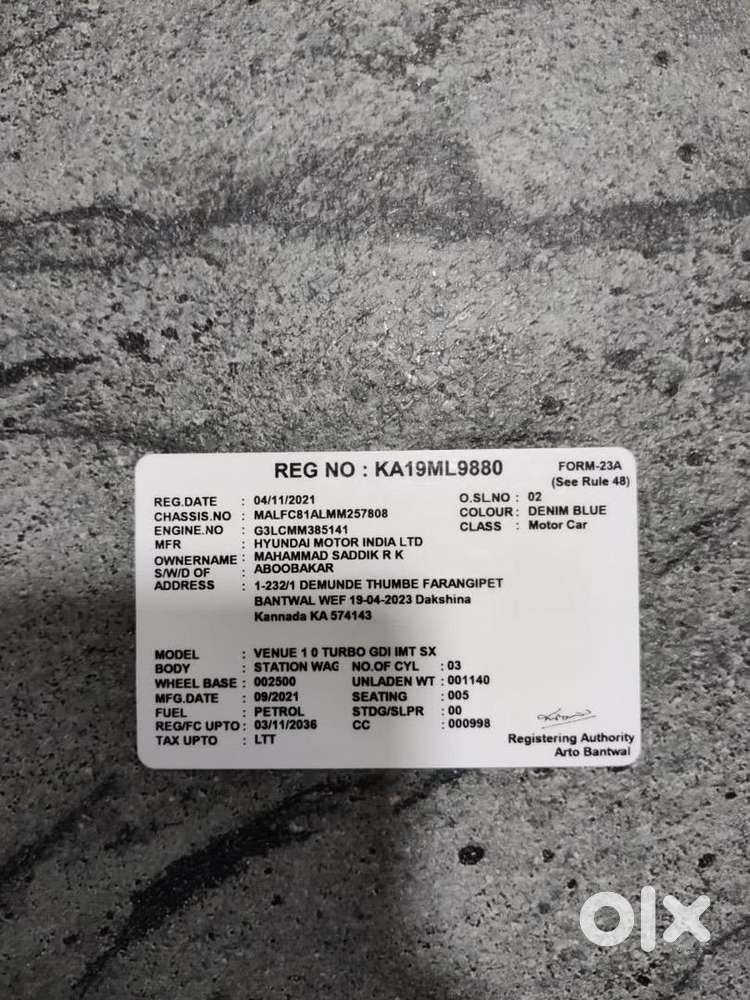 REG NO : KA19ML9880
FORM-23A
(See Rule 48)
REG.DATE : 04/11/2021
O.SL.NO : 02
CHASSIS.NO : MALFC81ALMM257808
COLOUR : DENIM BLUE
ENGINE.NO : G3LCMM385141
CLASS : Motor Car
MFR : HYUNDAI MOTOR INDIA LTD
OWNERNAME : MAHAMMAD SADDIK R K
S/W/D OF : ABOOBAKAR
ADDRESS : 1-232/1 DEMUNDE THUMBE FARANGIPET
BANTWAL WEF 19-04-2023 Dakshina
Kannada KA 574143
MODEL : VENUE 1 0 TURBO GDI IMT SX
BODY : STATION WAG NO.OF CYL : 03
WHEEL BASE : 002500 UNLADEN WT : 001140
MFG.DATE : 09/2021 SEATING : 005
FUEL : PETROL STDG/SLPR : 00
REG/FC UPTO : 03/11/2036 CC : 000998
TAX UPTO : LTT
Registering Authority
Arto Bantwal
olx